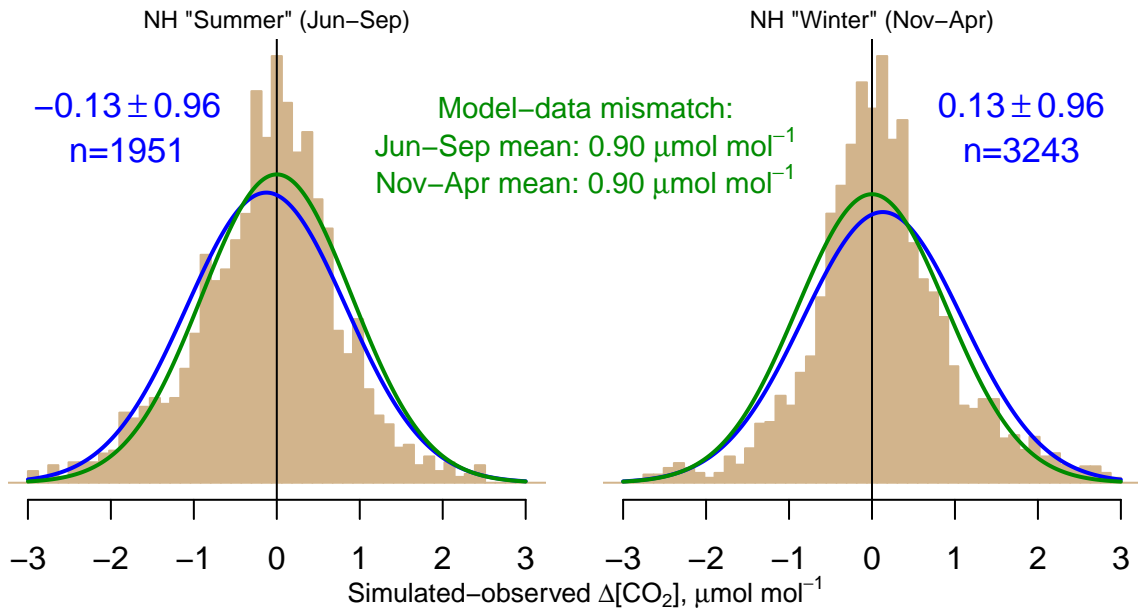 NH "Summer" (Jun−Sep)
NH "Winter" (Nov−Apr)
−0.13 ± 0.96
n=1951
Model−data mismatch:
Jun−Sep mean: 0.90 μmol mol⁻¹
Nov−Apr mean: 0.90 μmol mol⁻¹
0.13 ± 0.96
n=3243
−3 −2 −1 0 1 2 3
−3 −2 −1 0 1 2 3
Simulated−observed Δ[CO₂], μmol mol⁻¹